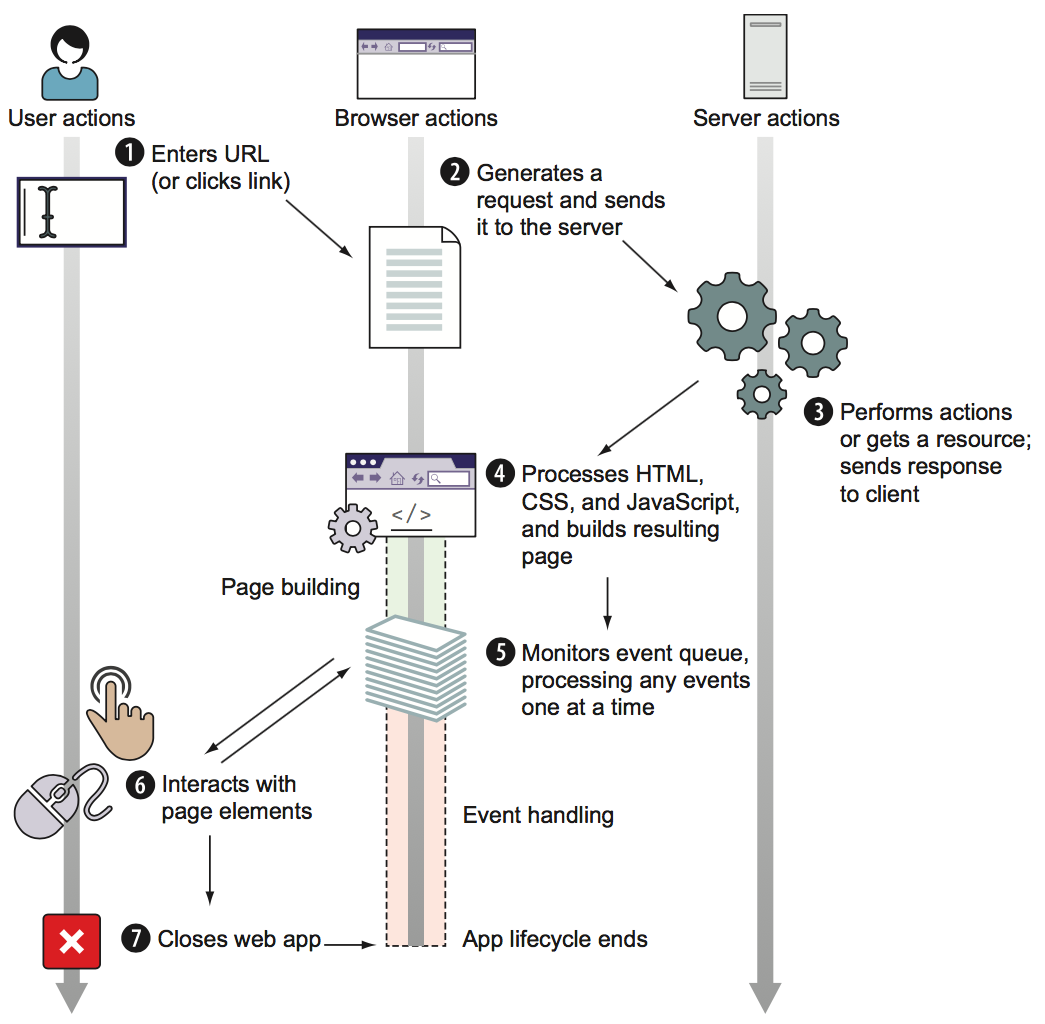 User actions
Browser actions
Server actions
1 Enters URL
(or clicks link)
2 Generates a
request and sends
it to the server
3 Performs actions
or gets a resource;
sends response
to client
</>
4 Processes HTML,
CSS, and JavaScript,
and builds resulting
page
Page building
5 Monitors event queue,
processing any events
one at a time
6 Interacts with
page elements
Event handling
7 Closes web app
App lifecycle ends